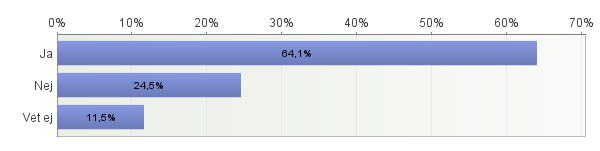 0% 10% 20% 30% 40% 50% 60% 70%
Ja 64,1%
Nej 24,5%
Vet ej 11,5%